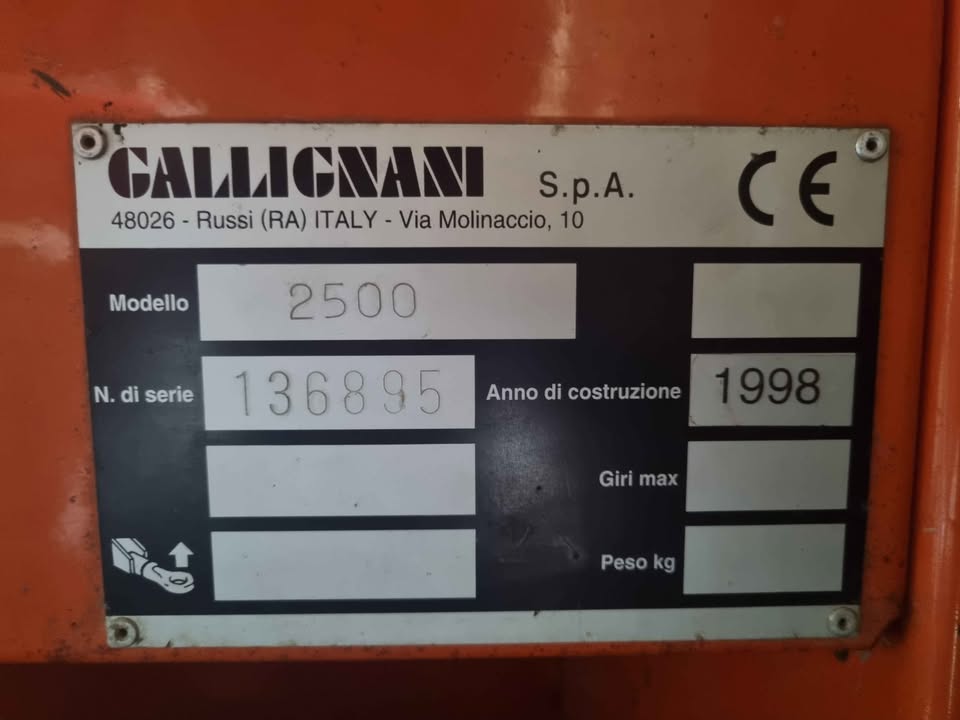 GALLIGNANI S.p.A. CE
48026 - Russi (RA) ITALY - Via Molinaccio, 10
Modello 2500
N. di serie 136895 Anno di costruzione 1998
Giri max
Peso kg